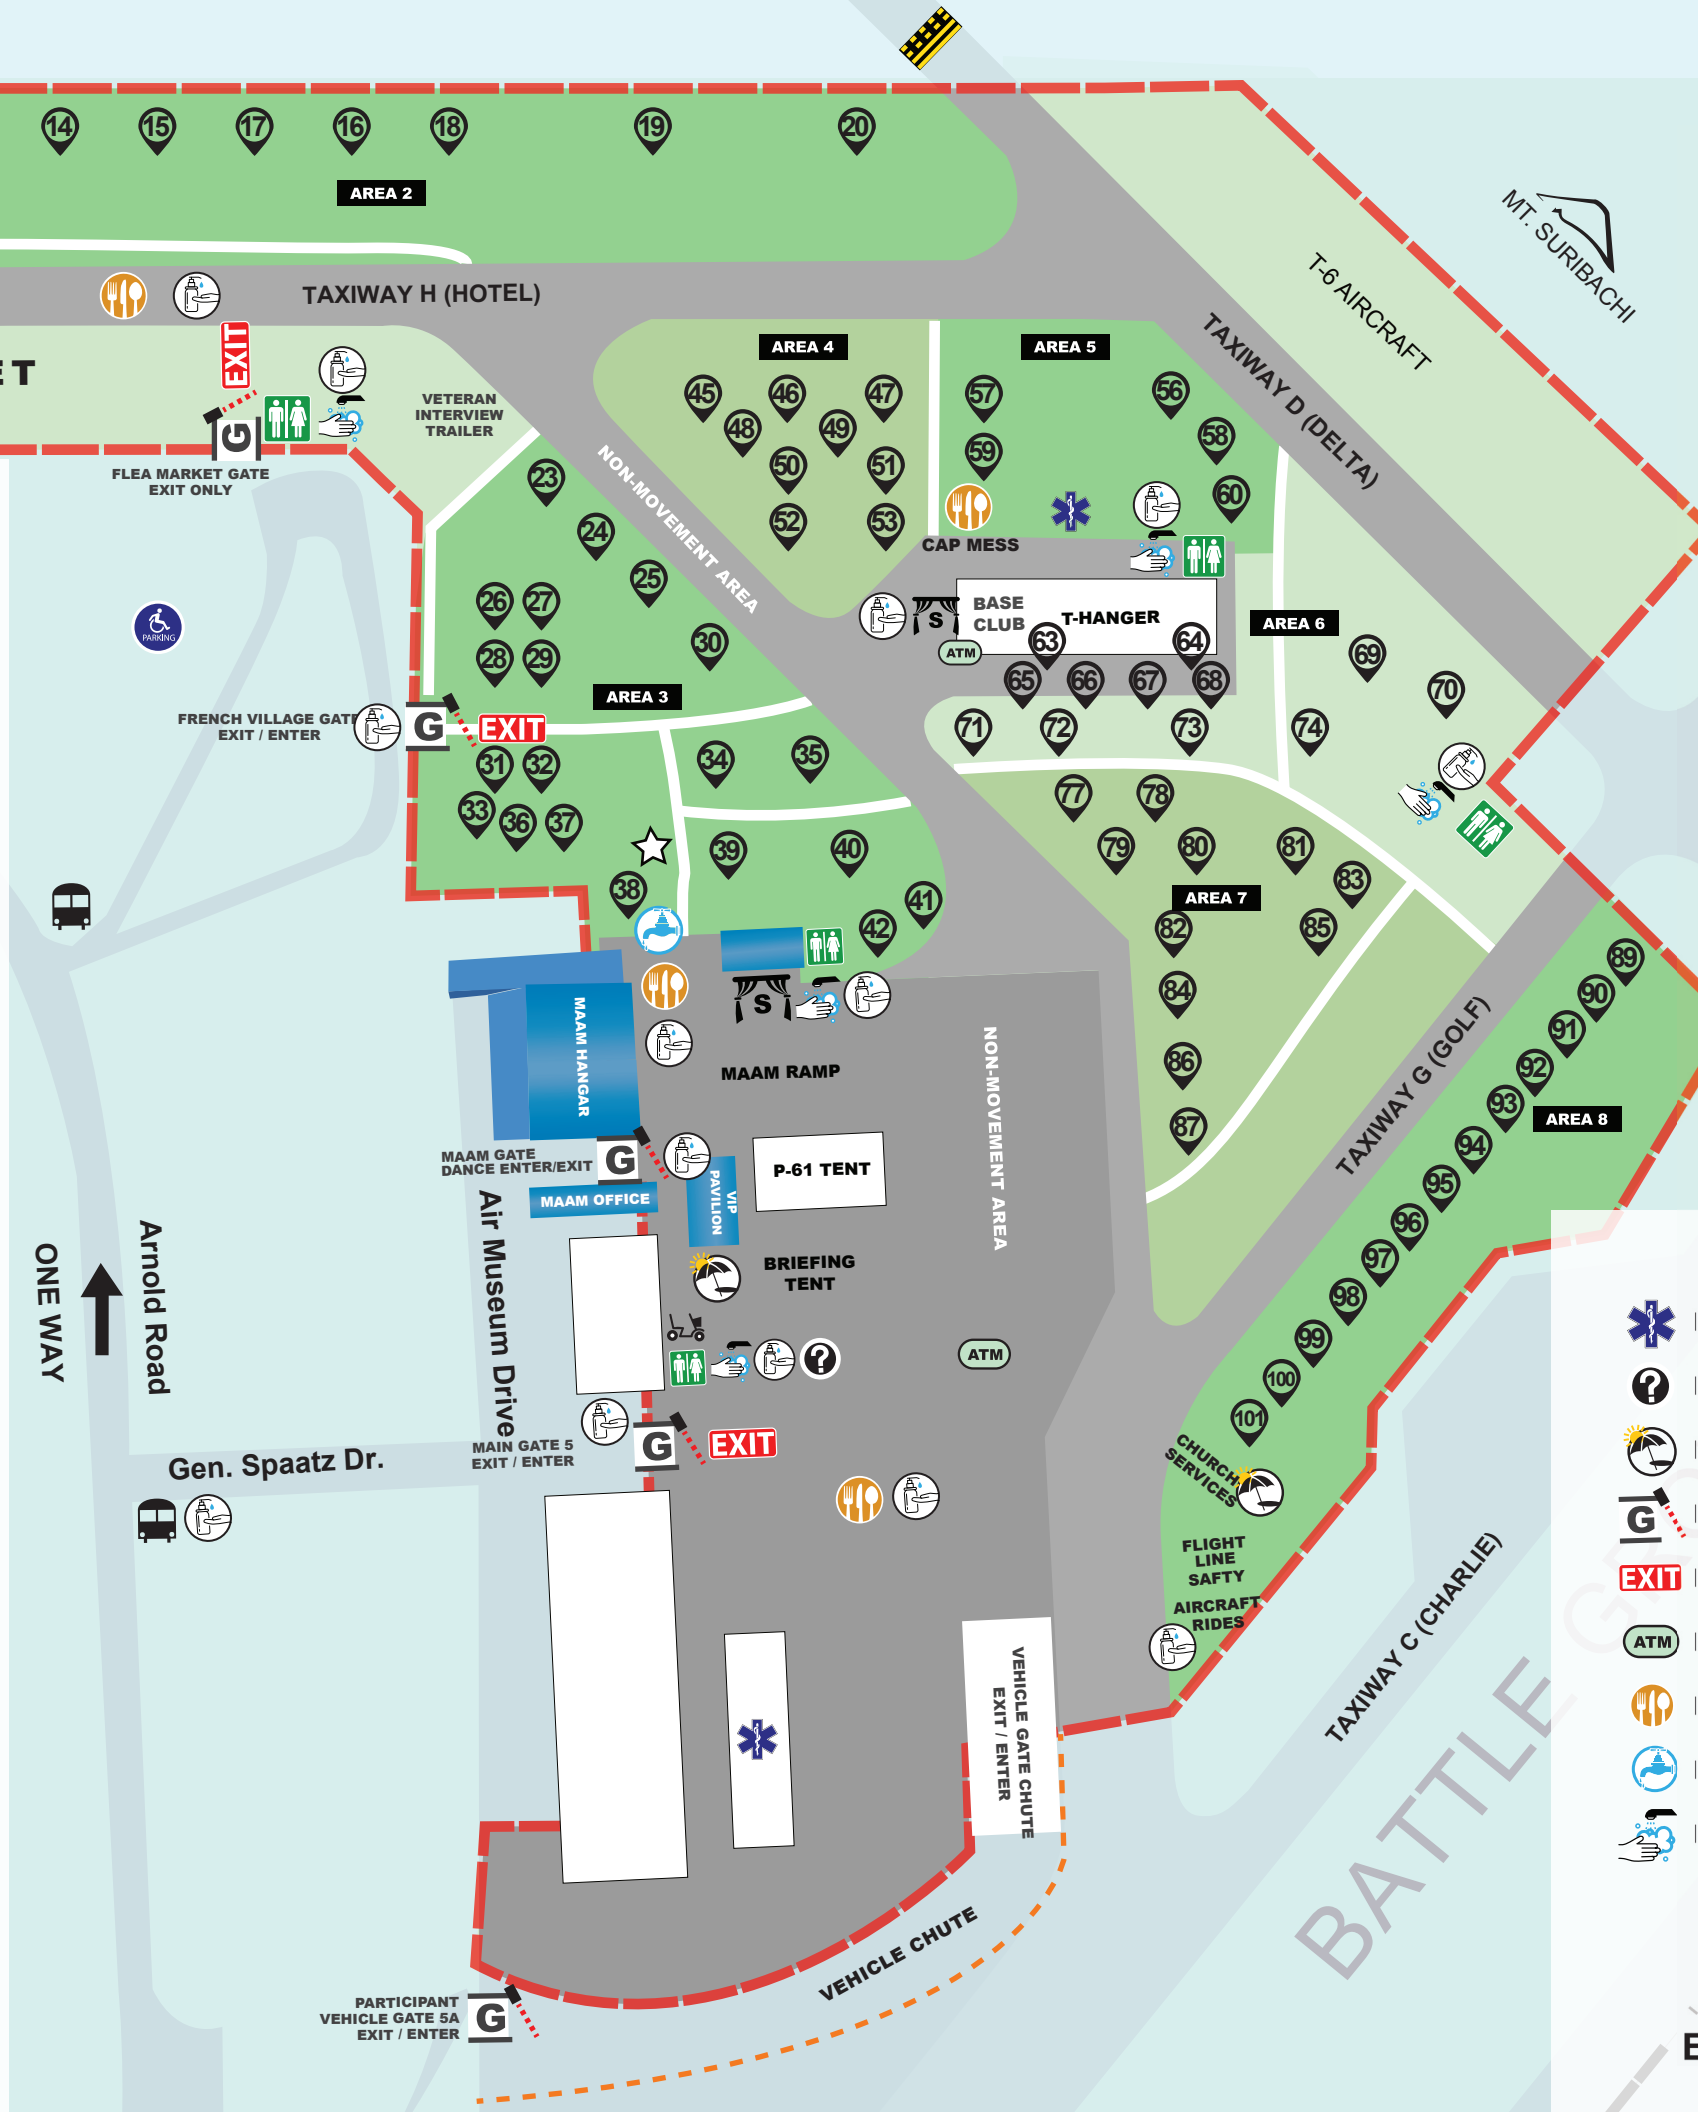 14
15
17
16
18
19
20
AREA 2
MT. SURIBACHI
T-6 AIRCRAFT
TAXIWAY H (HOTEL)
EXIT
ET
TAXIWAY D (DELTA)
AREA 4
AREA 5
45
46
47
57
56
48
49
58
50
51
59
60
52
53
VETERAN
INTERVIEW
TRAILER
G
FLEA MARKET GATE
EXIT ONLY
NON-MOVEMENT AREA
23
24
25
26
27
28
29
30
AREA 3
CAP MESS
BASE
CLUB
T-HANGER
S
ATM
63
64
65
66
67
68
AREA 6
69
70
71
72
73
74
PARKING
FRENCH VILLAGE GATE
EXIT / ENTER
G
EXIT
31
32
33
36
37
34
35
38
39
40
41
42
77
78
79
80
81
83
AREA 7
82
85
84
86
87
TAXIWAY G (GOLF)
89
90
91
92
93
94
95
96
97
98
99
100
101
AREA 8
MAAM HANGAR
S
MAAM RAMP
NON-MOVEMENT AREA
MAAM GATE
DANCE ENTER/EXIT
G
MAAM OFFICE
VIP
PAVILION
P-61 TENT
BRIEFING
TENT
?
ATM
Air Museum Drive
Arnold Road
ONE WAY
Gen. Spaatz Dr.
MAIN GATE 5
EXIT / ENTER
G
EXIT
CHURCH
SERVICES
FLIGHT
LINE
SAFTY
AIRCRAFT
RIDES
TAXIWAY C (CHARLIE)
VEHICLE GATE CHUTE
EXIT / ENTER
VEHICLE CHUTE
PARTICIPANT
VEHICLE GATE 5A
EXIT / ENTER
G
BATTLE
?
G
EXIT
ATM